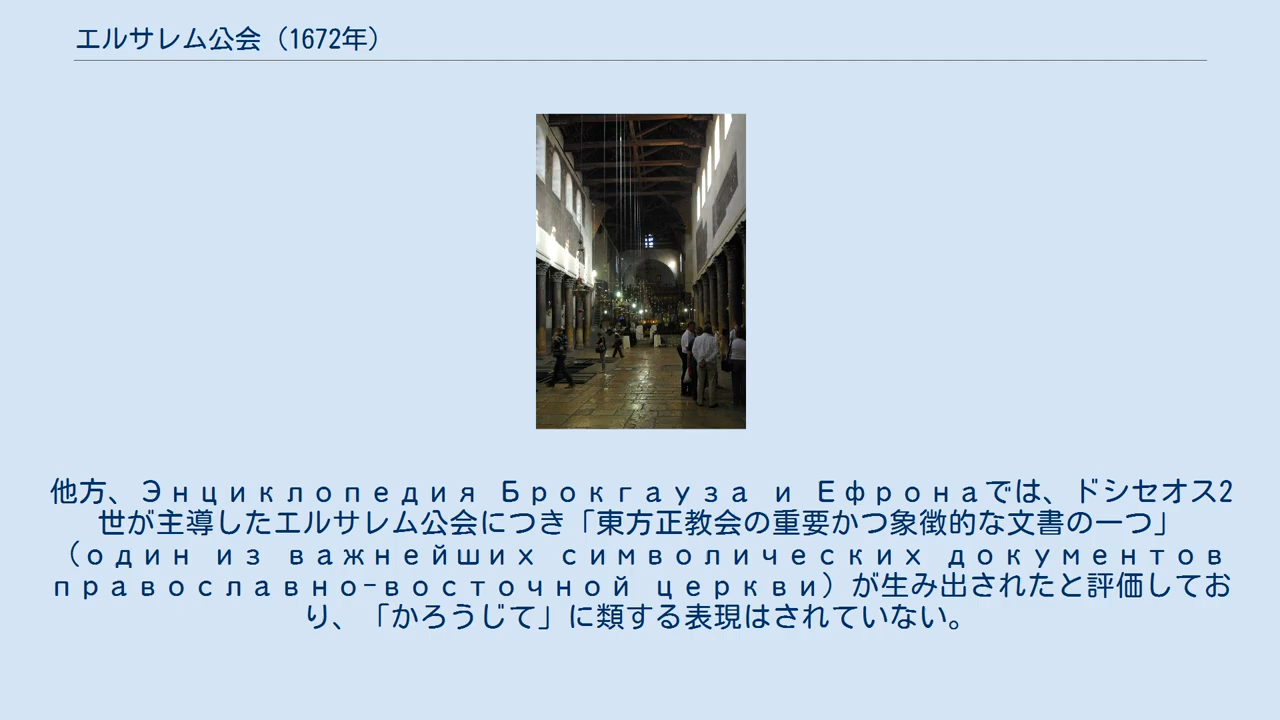 エルサレム公会（1672年）
他方、Энциклопедия Брокгауза и Ефронаでは、ドシセオス2
世が主導したエルサレム公会につき「東方正教会の重要かつ象徴的な文書の一つ」
（один из важнейших символических документов
православно-восточной церкви）が生み出されたと評価してお
り、「かろうじて」に類する表現はされていない。